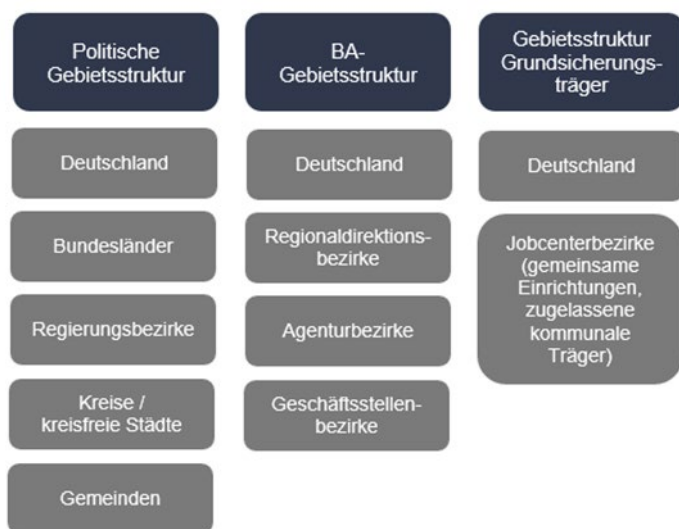 Politische
Gebietsstruktur
Deutschland
Bundesländer
Regierungsbezirke
Kreise /
kreisfreie Städte
Gemeinden
BA-
Gebietsstruktur
Deutschland
Regionaldirektions-
bezirke
Agenturbezirke
Geschäftsstellen-
bezirke
Gebietsstruktur
Grundsicherungs-
träger
Deutschland
Jobcenterbezirke
(gemeinsame
Einrichtungen,
zugelassene
kommunale
Träger)